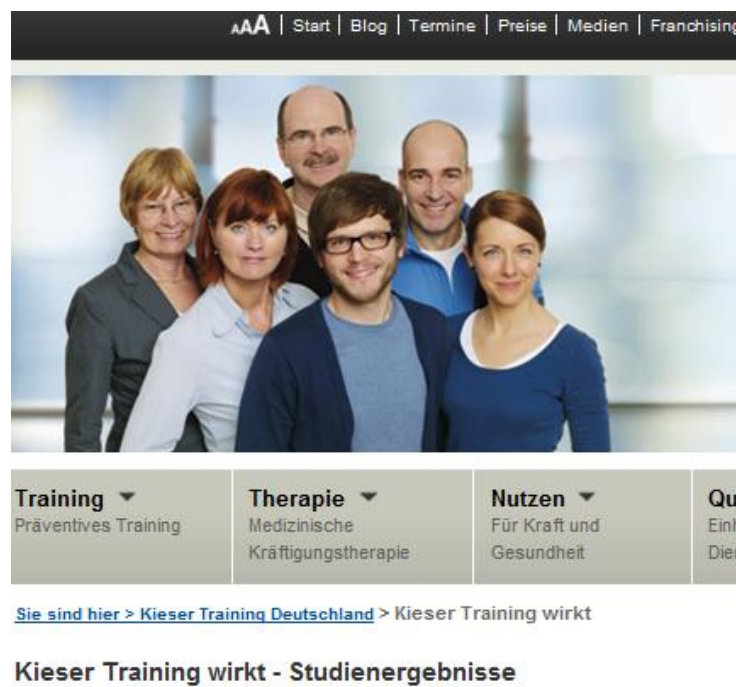 AAA | Start | Blog | Termine | Preise | Medien | Franchising
Training
Präventives Training
Therapie
Medizinische
Kräftigungstherapie
Nutzen
Für Kraft und
Gesundheit
Sie sind hier > Kieser Training Deutschland > Kieser Training wirkt
Kieser Training wirkt - Studienergebnisse